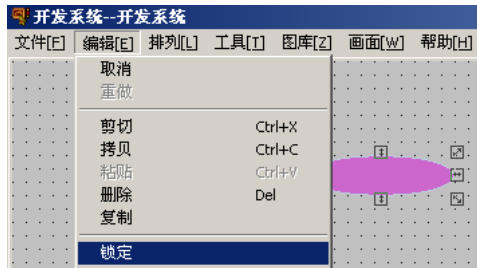 开发系统--开发系统
文件[F] 编辑[E] 排列[L] 工具[T] 图库[Z] 画面[W] 帮助[H]
取消
重做
剪切 Ctrl+X
拷贝 Ctrl+C
粘贴 Ctrl+V
删除 Del
复制
锁定